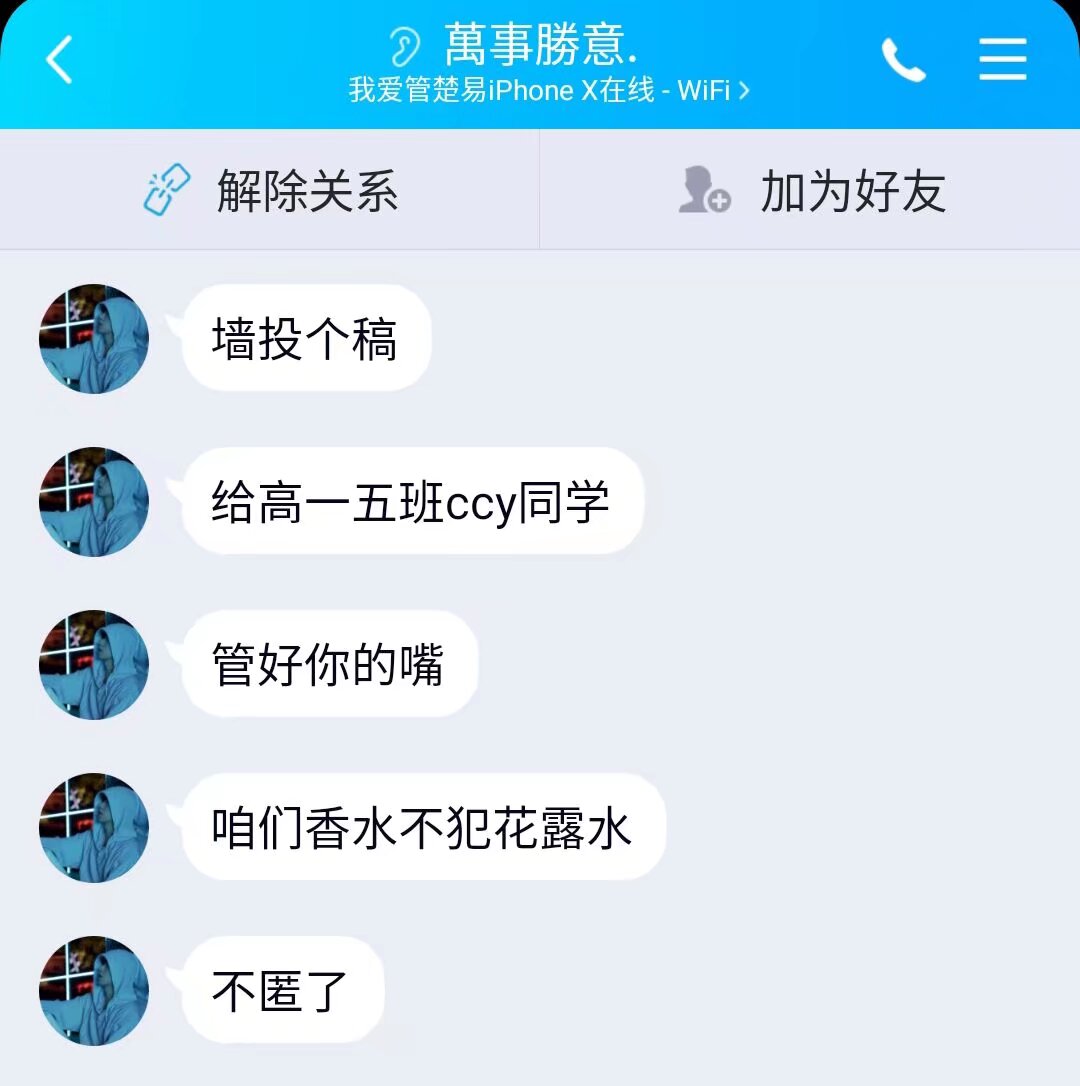 萬事勝意.
我爱管楚易iPhone X在线 - WiFi
解除关系
加为好友
墙投个稿
给高一五班ccy同学
管好你的嘴
咱们香水不犯花露水
不匿了